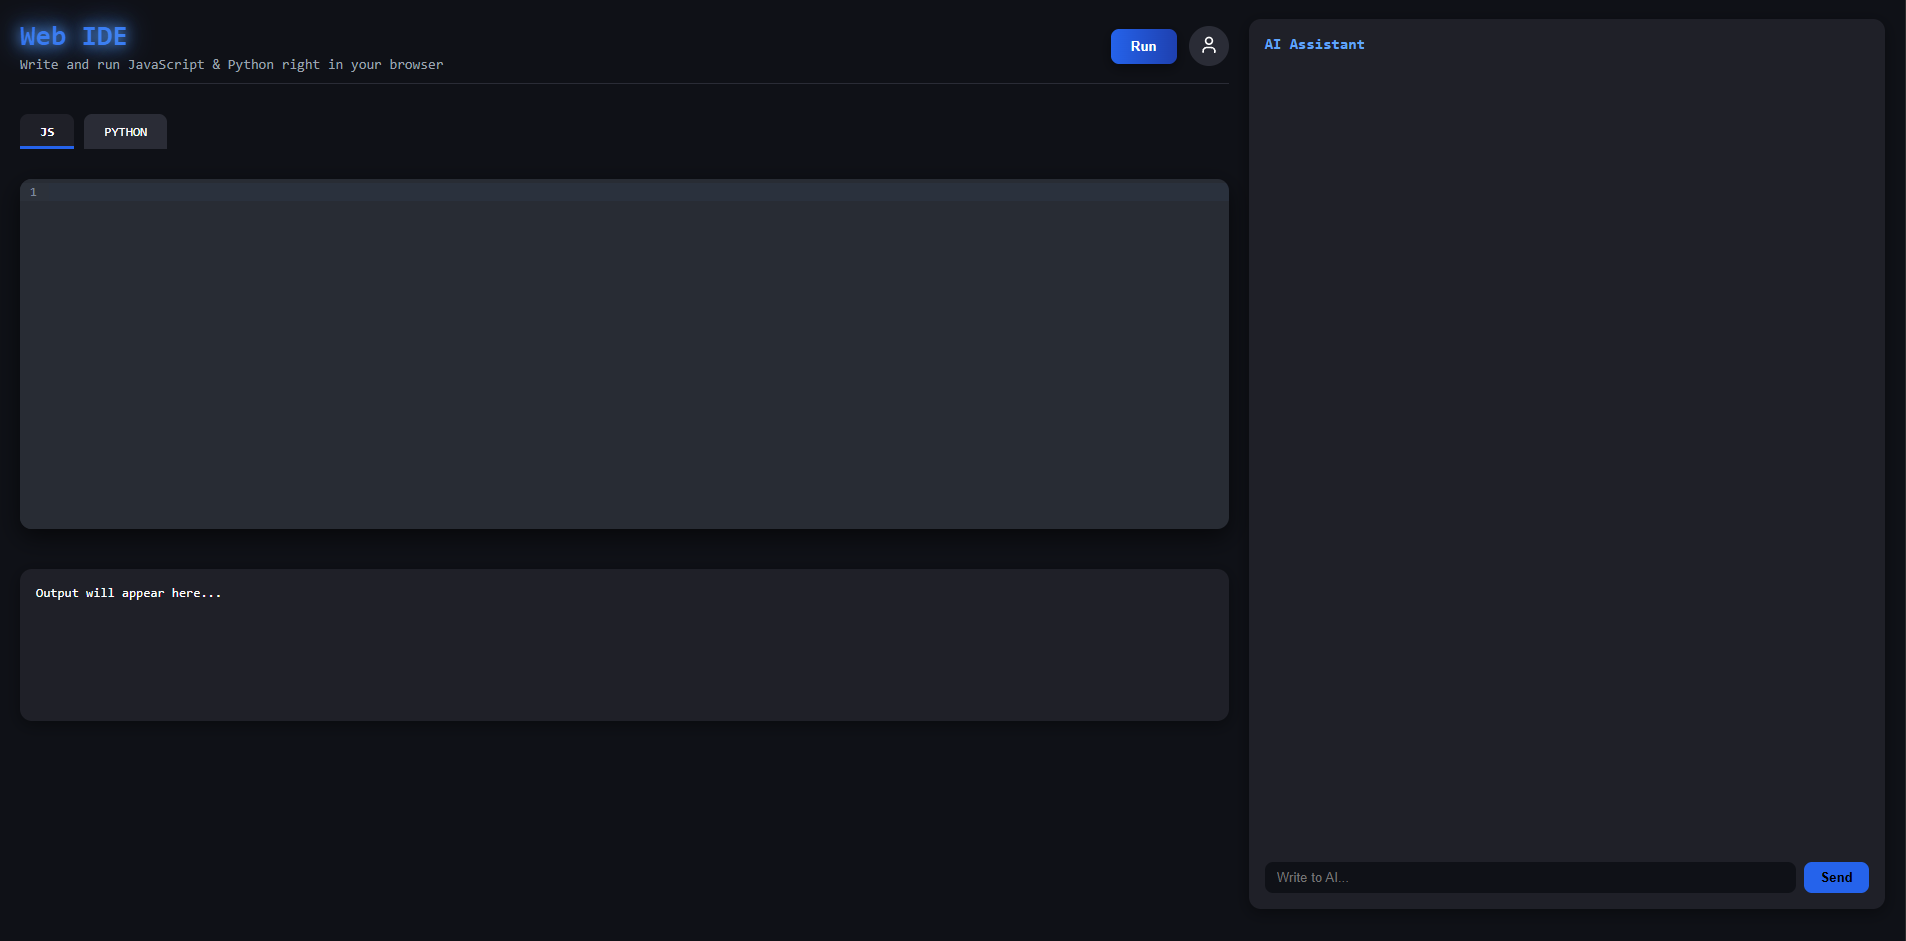 Web IDE
Write and run JavaScript & Python right in your browser
Run
JS
PYTHON
1
Output will appear here...
AI Assistant
Write to AI...
Send